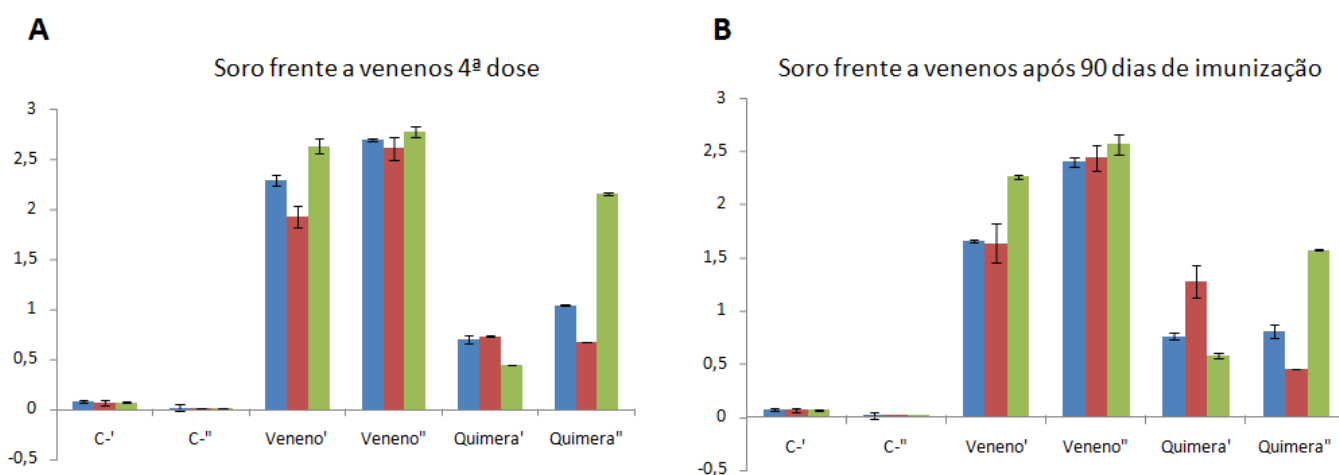 A
Soro frente a venenos 4ª dose
3
2,5
2
1,5
1
0,5
0
-0,5
C-' C-" Veneno' Veneno" Quimera' Quimera"
B
Soro frente a venenos após 90 dias de imunização
3
2,5
2
1,5
1
0,5
0
-0,5
C-' C-" Veneno' Veneno" Quimera' Quimera"